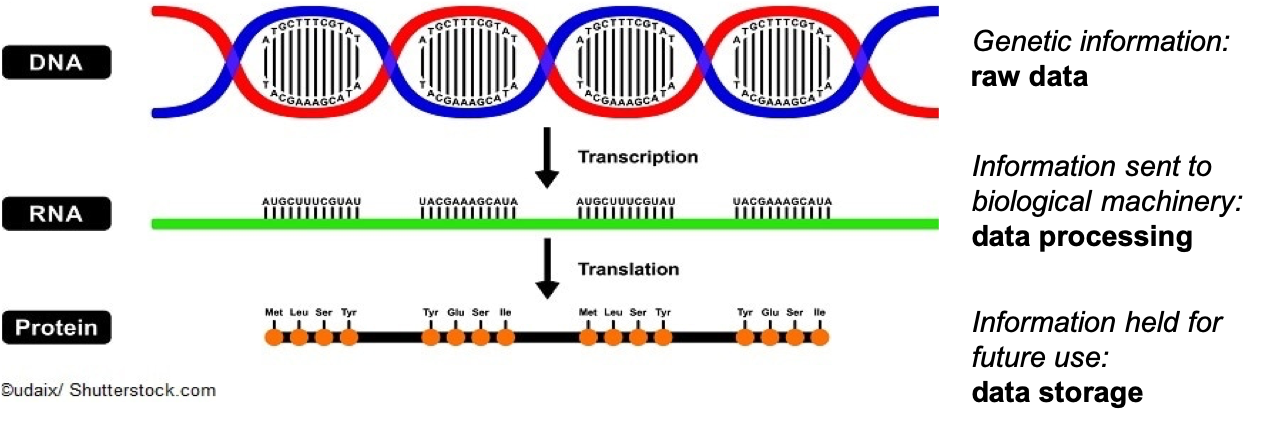 ATGCTTTCGTAT ATGCTTTCGTAT ATGCTTTCGTAT ATGCTTTCGTAT
DNA
TACGAAAGCATA TACGAAAGCATA TACGAAAGCATA TACGAAAGCATA
Genetic information:
raw data
Transcription
RNA
AUGCUUUCGUAU UACGAAAGCAUA AUGCUUUCGUAU UACGAAAGCAUA
Information sent to
biological machinery:
data processing
Translation
Protein
Met Leu Ser Tyr Tyr Glu Ser Ile Met Leu Ser Tyr Tyr Glu Ser Ile
Information held for
future use:
data storage
©udaix/ Shutterstock.com